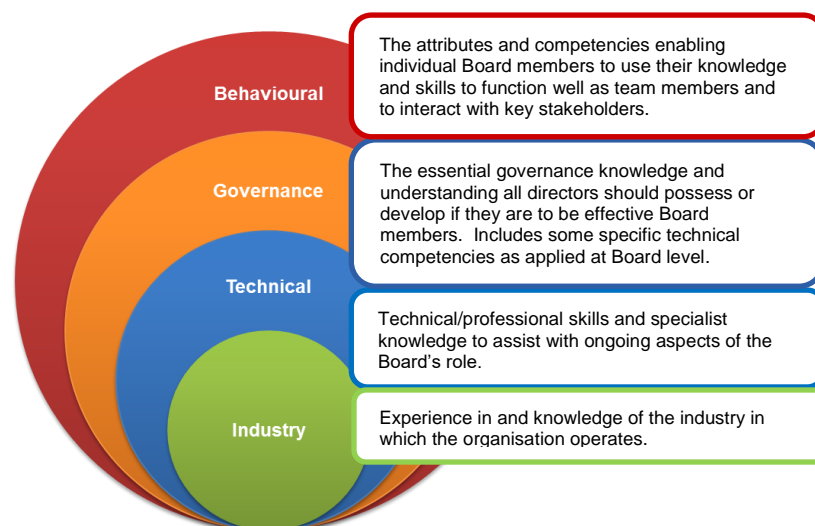 Behavioural
The attributes and competencies enabling
individual Board members to use their knowledge
and skills to function well as team members and
to interact with key stakeholders.
Governance
The essential governance knowledge and
understanding all directors should possess or
develop if they are to be effective Board
members.  Includes some specific technical
competencies as applied at Board level.
Technical
Technical/professional skills and specialist
knowledge to assist with ongoing aspects of the
Board’s role.
Industry
Experience in and knowledge of the industry in
which the organisation operates.